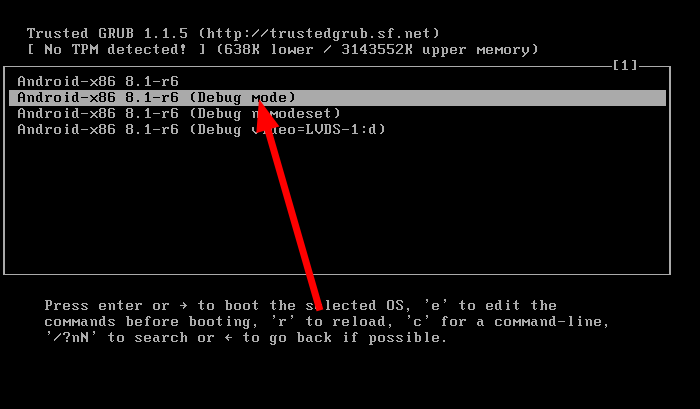 Trusted GRUB 1.1.5 (http://trustedgrub.sf.net)
[ No TPM detected! ] (638K lower / 3143552K upper memory)
[1]
Android-x86 8.1-r6
Android-x86 8.1-r6 (Debug mode)
Android-x86 8.1-r6 (Debug nomodeset)
Android-x86 8.1-r6 (Debug video=LVDS-1:d)
Press enter or → to boot the selected OS, 'e' to edit the
commands before booting, 'r' to reload, 'c' for a command-line,
'/?nN' to search or ← to go back if possible.